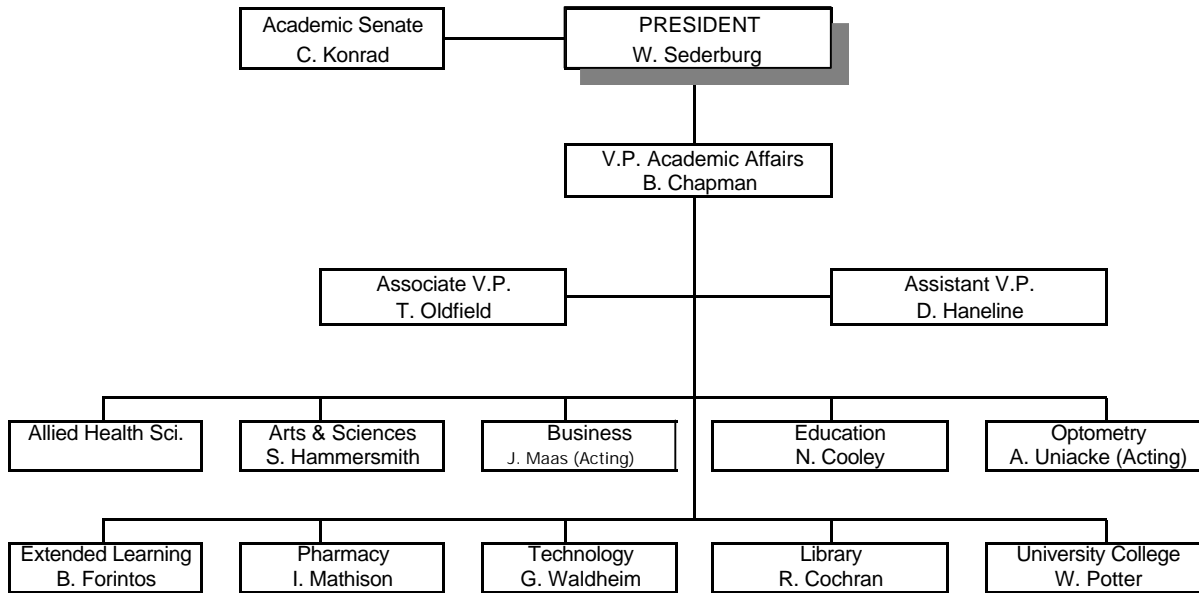 Academic Senate
C. Konrad
PRESIDENT
W. Sederburg
V.P. Academic Affairs
B. Chapman
Associate V.P.
T. Oldfield
Assistant V.P.
D. Haneline
Allied Health Sci.
Arts & Sciences
S. Hammersmith
Business
J. Maas (Acting)
Education
N. Cooley
Optometry
A. Uniacke (Acting)
Extended Learning
B. Forintos
Pharmacy
I. Mathison
Technology
G. Waldheim
Library
R. Cochran
University College
W. Potter